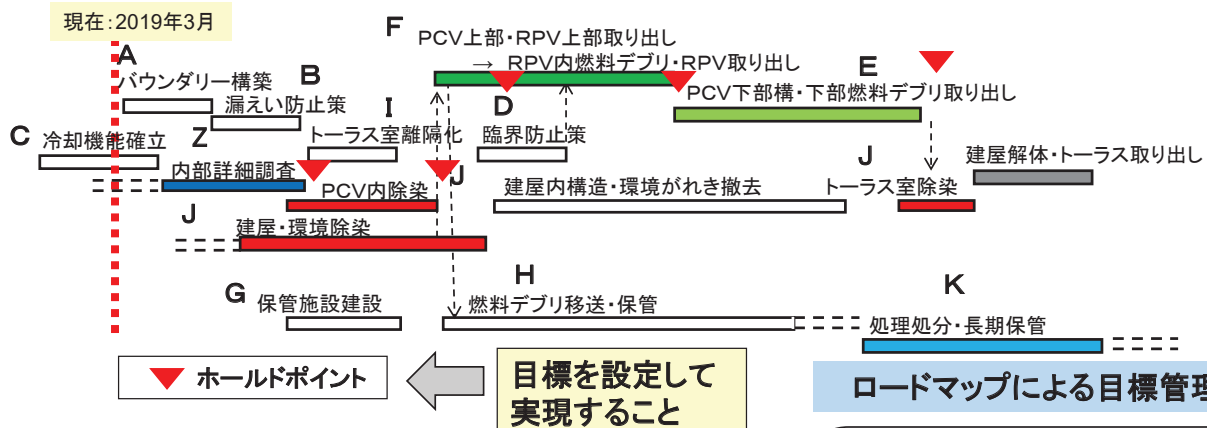 現在:2019年3月
F
PCV上部・RPV上部取り出し
→ RPV内燃料デブリ・RPV取り出し
A
バウンダリー構築
B
漏えい防止策
E
PCV下部構・下部燃料デブリ取り出し
I
トーラス室離隔化
D
臨界防止策
C
冷却機能確立
Z
内部詳細調査
J
建屋解体・トーラス取り出し
J
PCV内除染
建屋内構造・環境がれき撤去
トーラス室除染
J
建屋・環境除染
G
保管施設建設
H
燃料デブリ移送・保管
K
処理処分・長期保管
ホールドポイント
目標を設定して
実現すること
ロードマップによる目標管理